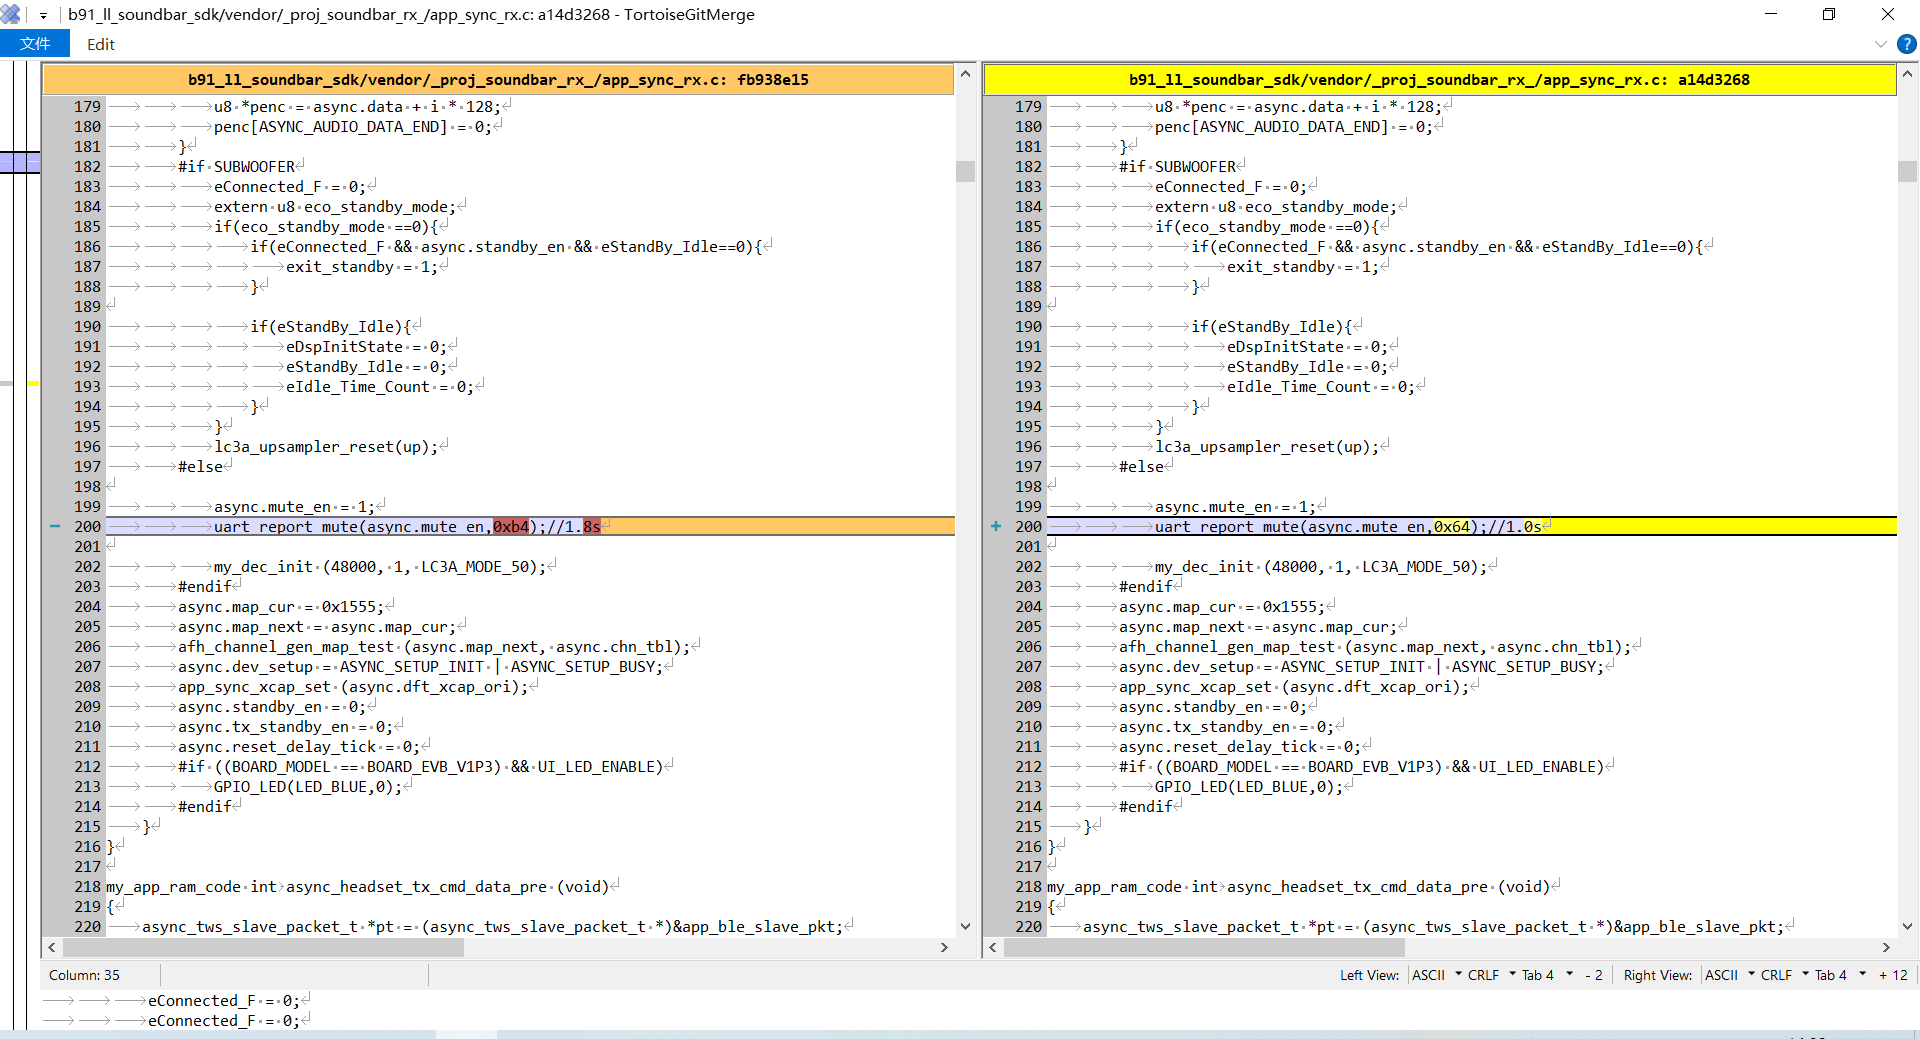 b91_ll_soundbar_sdk/vendor/_proj_soundbar_rx_/app_sync_rx.c: a14d3268 - TortoiseGitMerge
文件 Edit
b91_ll_soundbar_sdk/vendor/_proj_soundbar_rx_/app_sync_rx.c: fb938e15
179 u8 *penc = async.data + i * 128;
180 penc[ASYNC_AUDIO_DATA_END] = 0;
181 }
182 #if SUBWOOFER
183 eConnected_F = 0;
184 extern u8 eco_standby_mode;
185 if(eco_standby_mode ==0){
186 if(eConnected_F && async.standby_en && eStandBy_Idle==0){
187 exit_standby = 1;
188 }
189
190 if(eStandBy_Idle){
191 eDspInitState = 0;
192 eStandBy_Idle = 0;
193 eIdle_Time_Count = 0;
194 }
195 }
196 lc3a_upsampler_reset(up);
197 #else
198
199 async.mute_en = 1;
200 uart_report_mute(async.mute_en,0xb4);//1.8s
201
202 my_dec_init (48000, 1, LC3A_MODE_50);
203 #endif
204 async.map_cur = 0x1555;
205 async.map_next = async.map_cur;
206 afh_channel_gen_map_test (async.map_next, async.chn_tbl);
207 async.dev_setup = ASYNC_SETUP_INIT | ASYNC_SETUP_BUSY;
208 app_sync_xcap_set (async.dft_xcap_ori);
209 async.standby_en = 0;
210 async.tx_standby_en = 0;
211 async.reset_delay_tick = 0;
212 #if ((BOARD_MODEL == BOARD_EVB_V1P3) && UI_LED_ENABLE)
213 GPIO_LED(LED_BLUE,0);
214 #endif
215 }
216 }
217
218 my_app_ram_code int async_headset_tx_cmd_data_pre (void)
219 {
220 async_tws_slave_packet_t *pt = (async_tws_slave_packet_t *)&app_ble_slave_pkt;
b91_ll_soundbar_sdk/vendor/_proj_soundbar_rx_/app_sync_rx.c: a14d3268
179 u8 *penc = async.data + i * 128;
180 penc[ASYNC_AUDIO_DATA_END] = 0;
181 }
182 #if SUBWOOFER
183 eConnected_F = 0;
184 extern u8 eco_standby_mode;
185 if(eco_standby_mode ==0){
186 if(eConnected_F && async.standby_en && eStandBy_Idle==0){
187 exit_standby = 1;
188 }
189
190 if(eStandBy_Idle){
191 eDspInitState = 0;
192 eStandBy_Idle = 0;
193 eIdle_Time_Count = 0;
194 }
195 }
196 lc3a_upsampler_reset(up);
197 #else
198
199 async.mute_en = 1;
200 uart_report_mute(async.mute_en,0x64);//1.0s
201
202 my_dec_init (48000, 1, LC3A_MODE_50);
203 #endif
204 async.map_cur = 0x1555;
205 async.map_next = async.map_cur;
206 afh_channel_gen_map_test (async.map_next, async.chn_tbl);
207 async.dev_setup = ASYNC_SETUP_INIT | ASYNC_SETUP_BUSY;
208 app_sync_xcap_set (async.dft_xcap_ori);
209 async.standby_en = 0;
210 async.tx_standby_en = 0;
211 async.reset_delay_tick = 0;
212 #if ((BOARD_MODEL == BOARD_EVB_V1P3) && UI_LED_ENABLE)
213 GPIO_LED(LED_BLUE,0);
214 #endif
215 }
216 }
217
218 my_app_ram_code int async_headset_tx_cmd_data_pre (void)
219 {
220 async_tws_slave_packet_t *pt = (async_tws_slave_packet_t *)&app_ble_slave_pkt;
Column: 35 Left View: ASCII CRLF Tab 4 - 2 Right View: ASCII CRLF Tab 4 + 12
eConnected_F = 0;
eConnected_F = 0;